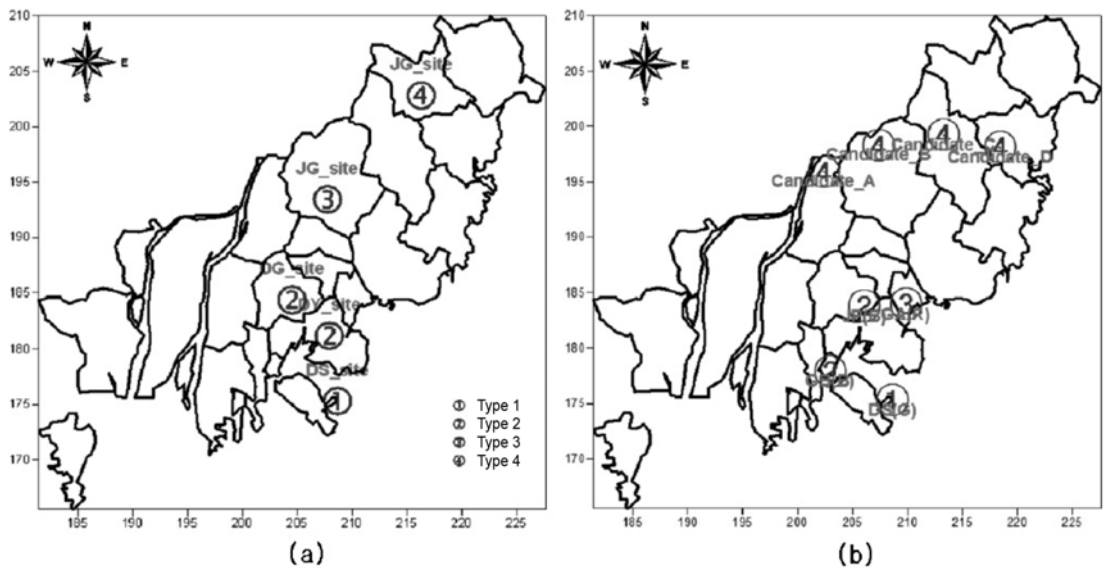 210
205
200
195
190
185
180
175
170
N
W E
S
JG_site
④
JG_site
③
DG_site
②
DY_site
②
DS_site
①
① Type 1
② Type 2
③ Type 3
④ Type 4
185 190 195 200 205 210 215 220 225
(a)
210
205
200
195
190
185
180
175
170
N
W E
S
④
④
④
④
Candidate_A
Candidate_B
Candidate_C
Candidate_D
②
③
①
DS(G)
185 190 195 200 205 210 215 220 225
(b)